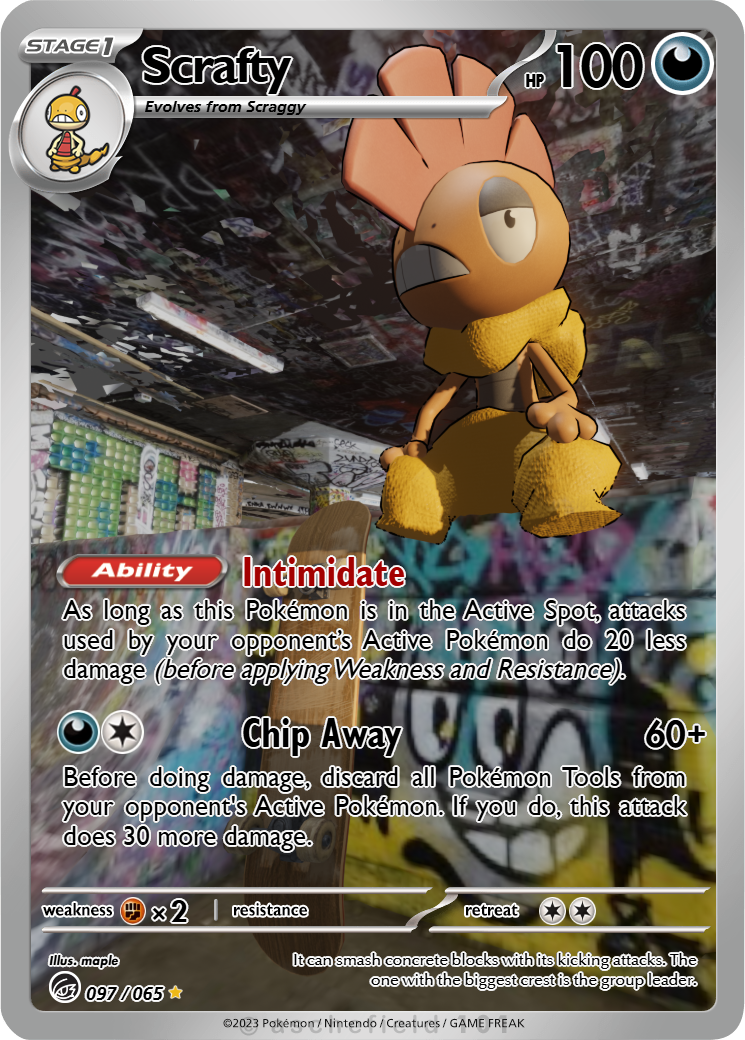 STAGE1
Scrafty
HP 100
Evolves from Scraggy
Ability Intimidate
As long as this Pokémon is in the Active Spot, attacks
used by your opponent's Active Pokémon do 20 less
damage (before applying Weakness and Resistance).
Chip Away 60+
Before doing damage, discard all Pokémon Tools from
your opponent's Active Pokémon. If you do, this attack
does 30 more damage.
weakness ×2 resistance retreat
Illus. maple
It can smash concrete blocks with its kicking attacks. The
one with the biggest crest is the group leader.
097 / 065
©2023 Pokémon / Nintendo / Creatures / GAME FREAK